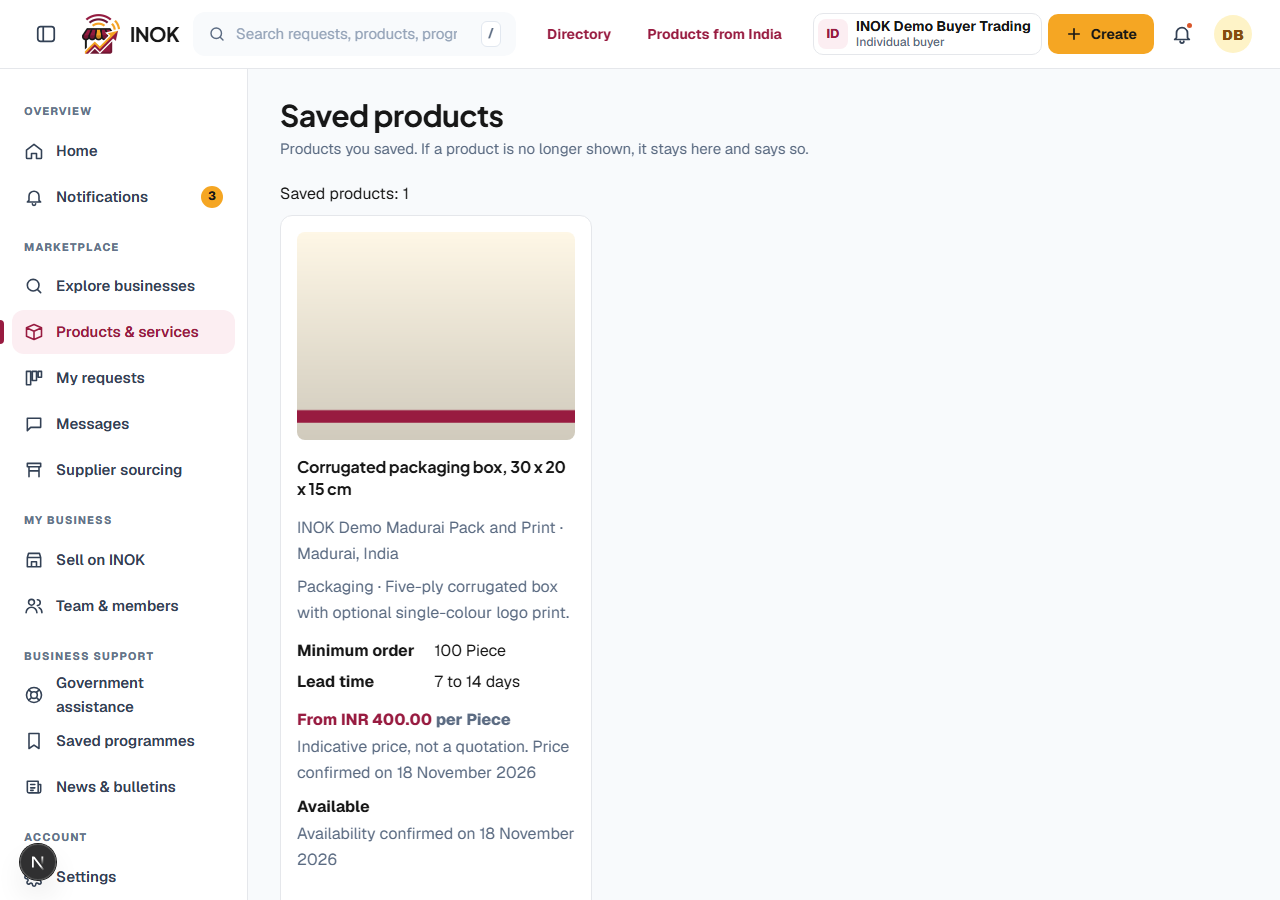 INOK
Search requests, products, progr
/
Directory
Products from India
ID
INOK Demo Buyer Trading
Individual buyer
Create
DB
OVERVIEW
Home
Notifications
3
MARKETPLACE
Explore businesses
Products & services
My requests
Messages
Supplier sourcing
MY BUSINESS
Sell on INOK
Team & members
BUSINESS SUPPORT
Government
assistance
Saved programmes
News & bulletins
ACCOUNT
N
Settings
Saved products
Products you saved. If a product is no longer shown, it stays here and says so.
Saved products: 1
Corrugated packaging box, 30 x 20
x 15 cm
INOK Demo Madurai Pack and Print ·
Madurai, India
Packaging · Five-ply corrugated box
with optional single-colour logo print.
Minimum order 100 Piece
Lead time 7 to 14 days
From INR 400.00 per Piece
Indicative price, not a quotation. Price
confirmed on 18 November 2026
Available
Availability confirmed on 18 November
2026